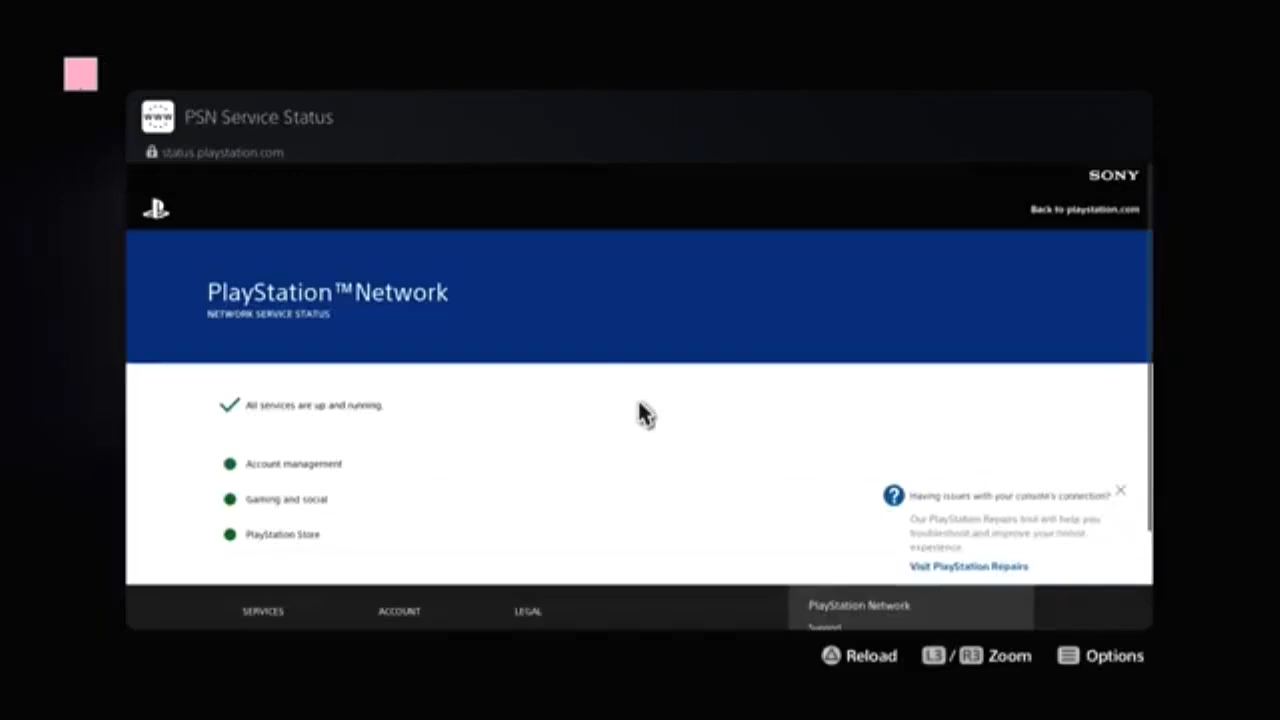 www
PSN Service Status
status.playstation.com
SONY
Back to playstation.com
PlayStation™Network
NETWORK SERVICE STATUS
All services are up and running.
Account management
Gaming and social
PlayStation Store
? Having issues with your console's connection?
Our PlayStation Repairs tool will help you
troubleshoot and improve your online
experience.
Visit PlayStation Repairs
SERVICES
ACCOUNT
LEGAL
PlayStation Network
Support
Reload
L3 / R3 Zoom
Options